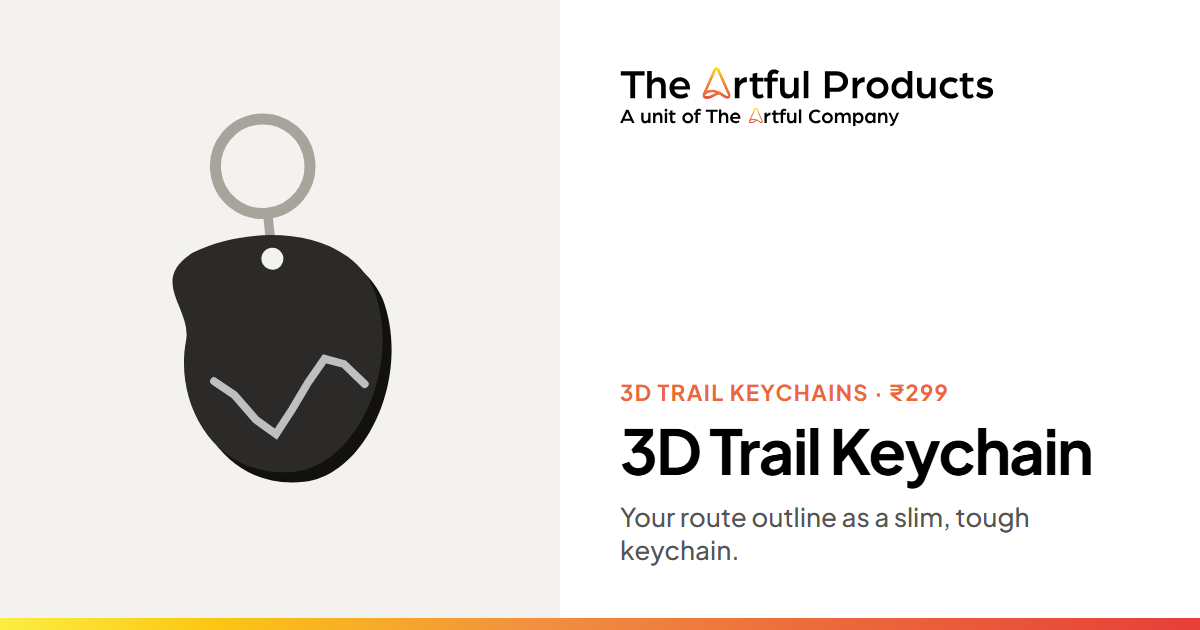 The Artful Products
A unit of The Artful Company
3D TRAIL KEYCHAINS · ₹299
3D Trail Keychain
Your route outline as a slim, tough
keychain.